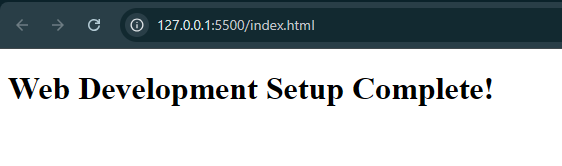 127.0.0.1:5500/index.html
Web Development Setup Complete!